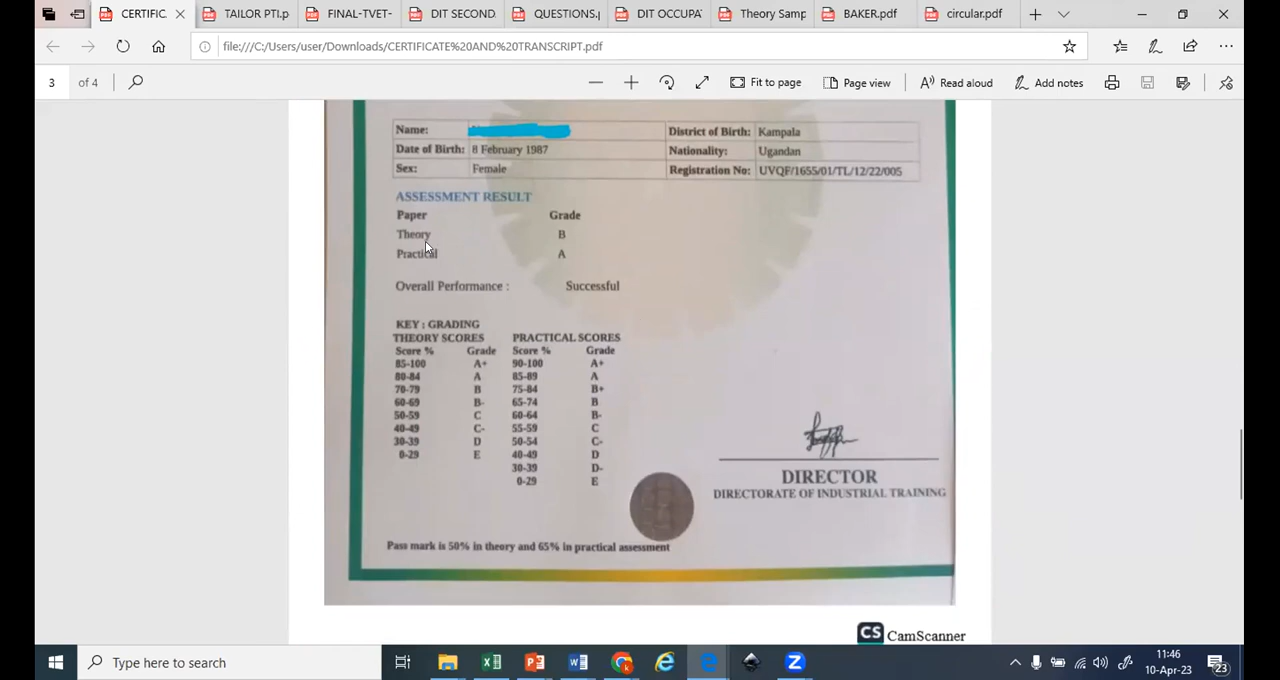 CERTIFIC
TAILOR PTI.p
FINAL-TVET-
DIT SECOND
QUESTIONS.p
DIT OCCUPA
Theory Samp
BAKER.pdf
circular.pdf
file:///C:/Users/user/Downloads/CERTIFICATE%20AND%20TRANSCRIPT.pdf
3 of 4
Fit to page
Page view
Read aloud
Add notes
Name: District of Birth: Kampala
Date of Birth: 8 February 1987 Nationality: Ugandan
Sex: Female Registration No: UVQF/1655/01/TL/12/22/005
ASSESSMENT RESULT
Paper Grade
Theory B
Practical A
Overall Performance : Successful
KEY : GRADING
THEORY SCORES PRACTICAL SCORES
Score % Grade Score % Grade
85-100 A+ 90-100 A+
80-84 A 85-89 A
70-79 B 75-84 B+
60-69 B- 65-74 B
50-59 C 60-64 B-
40-49 C- 55-59 C
30-39 D 50-54 C-
0-29 E 40-49 D
30-39 D-
0-29 E
DIRECTOR
DIRECTORATE OF INDUSTRIAL TRAINING
Pass mark is 50% in theory and 65% in practical assessment
CS CamScanner
Type here to search
11:46
10-Apr-23
23